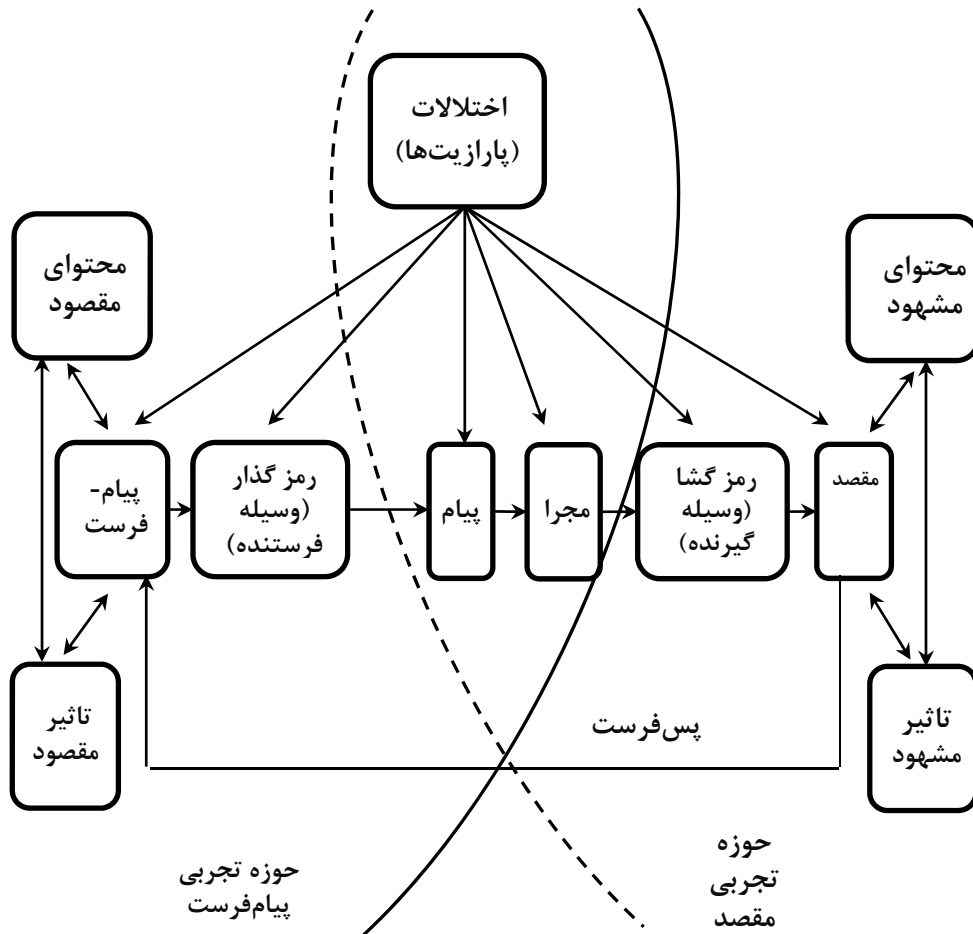 اختلالات
(پارازیت‌ها)
محتوای
مقصود
محتوای
مشهود
پیام-
فرست
رمز گذار
(وسیله
فرستنده)
پیام
مجرا
رمز گشا
(وسیله
گیرنده)
مقصد
تاثیر
مقصود
پس‌فرست
تاثیر
مشهود
حوزه تجربی
پیام‌فرست
حوزه
تجربی
مقصد